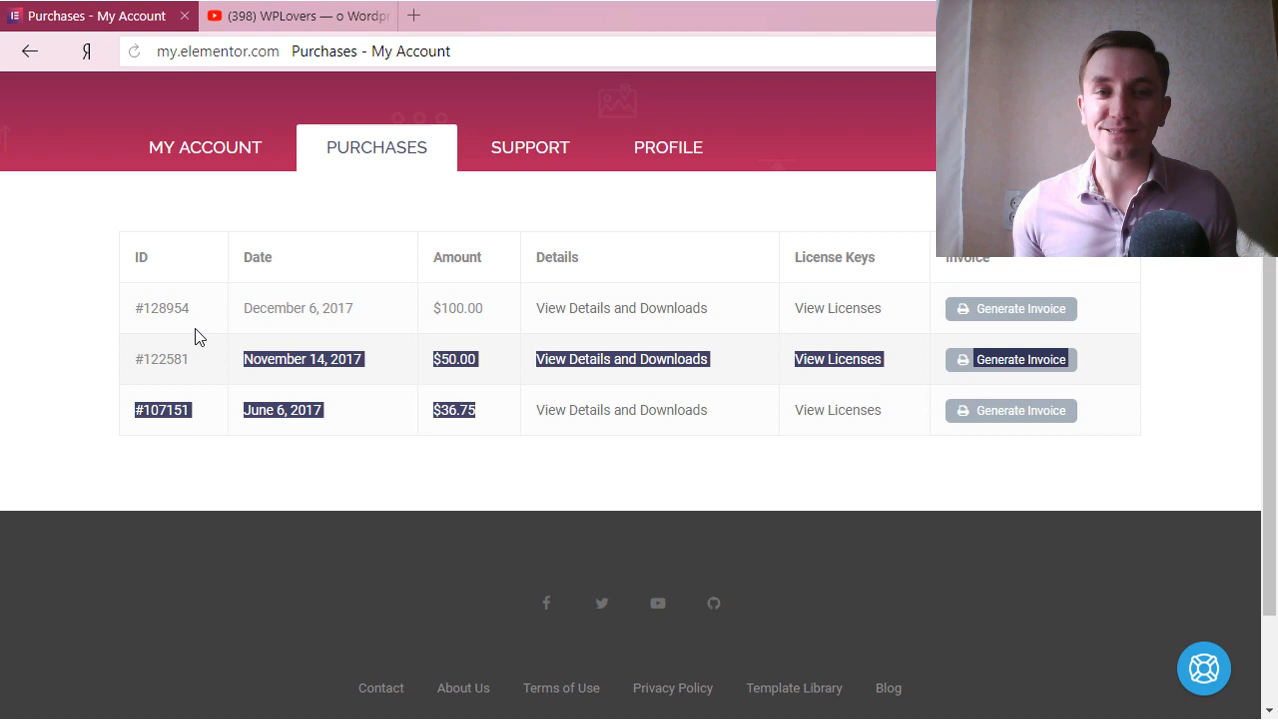 Purchases - My Account
(398) WPLovers — о Wordpr
Я
my.elementor.com Purchases - My Account
MY ACCOUNT PURCHASES SUPPORT PROFILE
ID Date Amount Details License Keys Invoice
#128954 December 6, 2017 $100.00 View Details and Downloads View Licenses Generate Invoice
#122581 November 14, 2017 $50.00 View Details and Downloads View Licenses Generate Invoice
#107151 June 6, 2017 $36.75 View Details and Downloads View Licenses Generate Invoice
Contact About Us Terms of Use Privacy Policy Template Library Blog